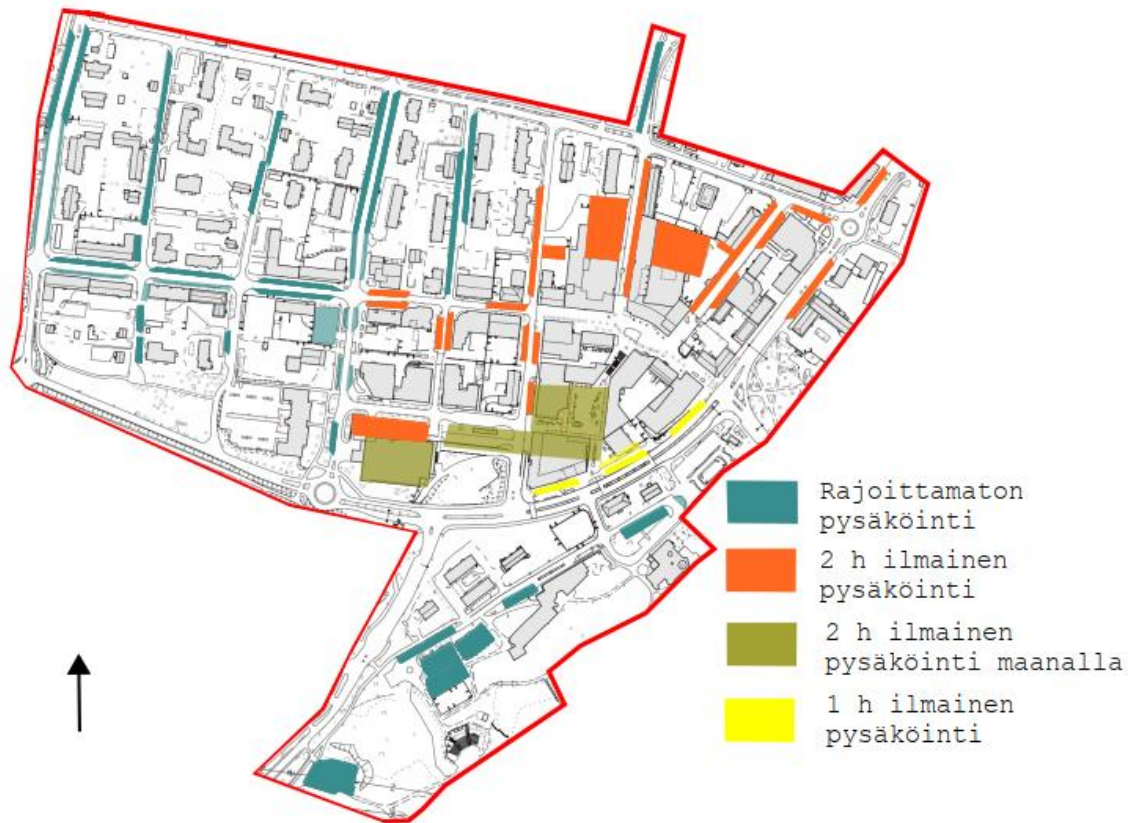 Rajoittamaton
pysäköinti
2 h ilmainen
pysäköinti
2 h ilmainen
pysäköinti maanalla
1 h ilmainen
pysäköinti